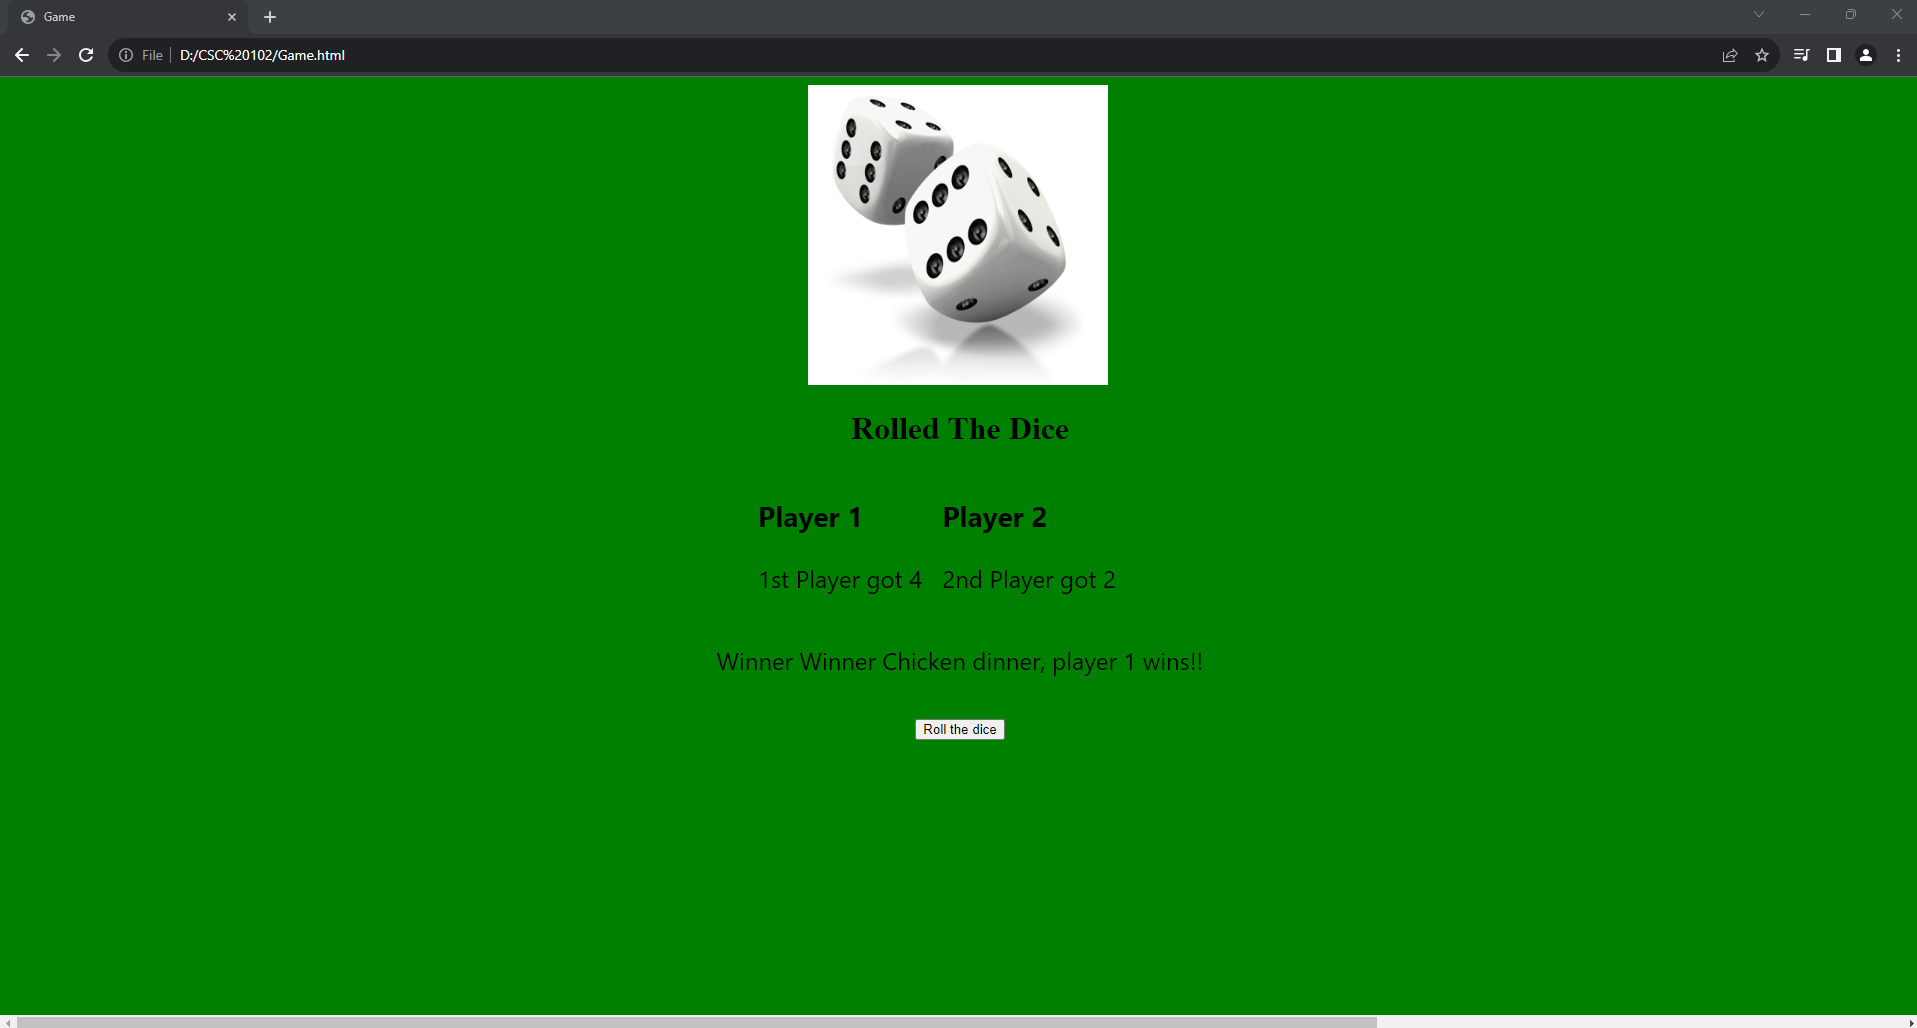 Game
File
D:/CSC%20102/Game.html
Rolled The Dice
Player 1 Player 2
1st Player got 4 2nd Player got 2
Winner Winner Chicken dinner, player 1 wins!!
Roll the dice